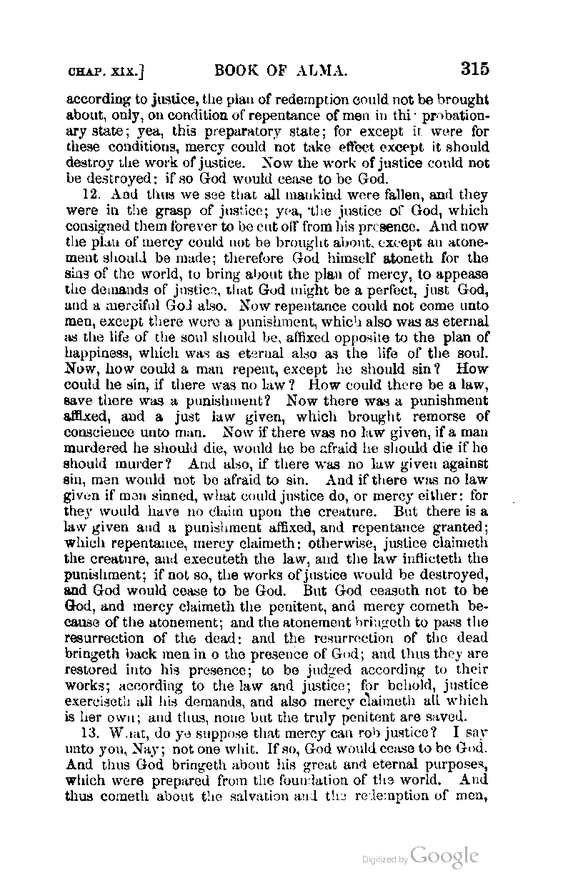 CHAP. XIX.] BOOK OF ALMA. 315
according to justice, the plan of redemption could not be brought
about, only, on condition of repentance of men in thi· probation-
ary state; yea, this preparatory state; for except it were for
these conditions, mercy could not take effect except it should
destroy the work of justice. Now the work of justice could not
be destroyed; if so God would cease to be God.
12. And thus we see that all mankind were fallen, and they
were in the grasp of justice; yea, the justice of God, which
consigned them forever to be cut off from his presence. And now
the plan of mercy could not be brought about, except an atone-
ment should be made; therefore God himself atoneth for the
sins of the world, to bring about the plan of mercy, to appease
the demands of justice, that God might be a perfect, just God,
and a merciful God also. Now repentance could not come unto
men, except there were a punishment, which also was as eternal
as the life of the soul should be, affixed opposite to the plan of
happiness, which was as eternal also as the life of the soul.
Now, how could a man repent, except he should sin? How
could he sin, if there was no law? How could there be a law,
save there was a punishment? Now there was a punishment
affixed, and a just law given, which brought remorse of
conscience unto man. Now if there was no law given, if a man
murdered he should die, would he be afraid he should die if he
should murder? And also, if there was no law given against
sin, men would not be afraid to sin. And if there was no law
given if men sinned, what could justice do, or mercy either: for
they would have no claim upon the creature. But there is a
law given and a punishment affixed, and repentance granted;
which repentance, mercy claimeth: otherwise, justice claimeth
the creature, and executeth the law, and the law inflicteth the
punishment; if not so, the works of justice would be destroyed,
and God would cease to be God. But God ceaseth not to be
God, and mercy claimeth the penitent, and mercy cometh be-
cause of the atonement; and the atonement bringeth to pass the
resurrection of the dead: and the resurrection of the dead
bringeth back men in o the presence of God; and thus they are
restored into his presence; to be judged according to their
works; according to the law and justice; for behold, justice
exerciseth all his demands, and also mercy claimeth all which
is her own; and thus, none but the truly penitent are saved.
13. W at, do ye suppose that mercy can rob justice? I say
unto you, Nay; not one whit. If so, God would cease to be God.
And thus God bringeth about his great and eternal purposes,
which were prepared from the foundation of the world. And
thus cometh about the salvation and the redemption of men,
Digitized by Google